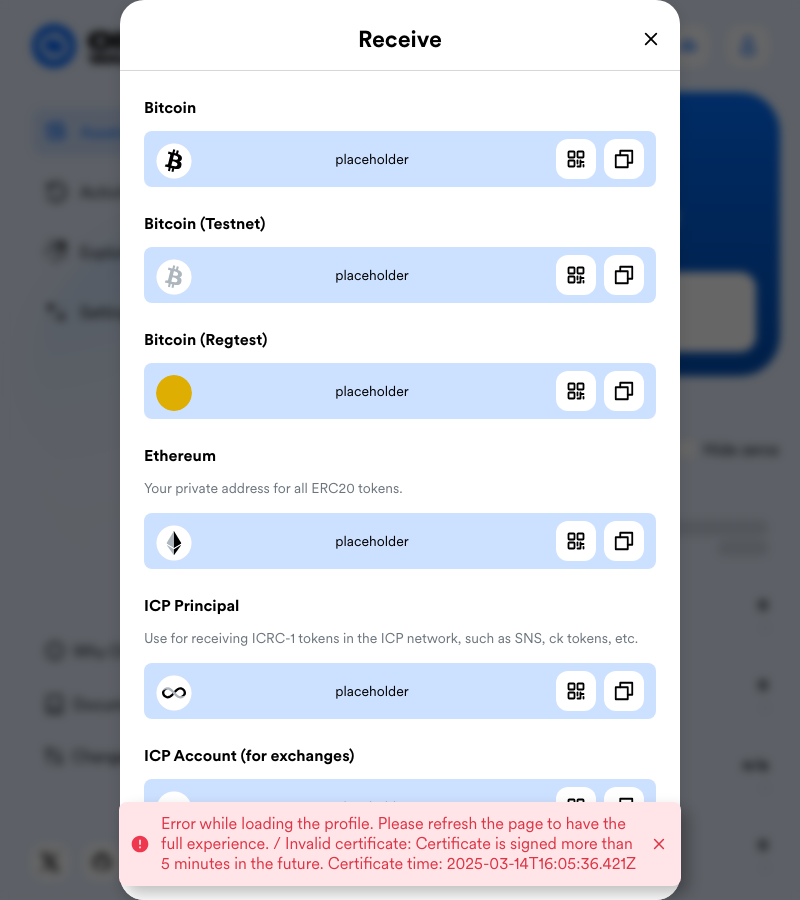 Receive
Bitcoin
placeholder
Bitcoin (Testnet)
placeholder
Bitcoin (Regtest)
placeholder
Ethereum
Your private address for all ERC20 tokens.
placeholder
ICP Principal
Use for receiving ICRC-1 tokens in the ICP network, such as SNS, ck tokens, etc.
placeholder
ICP Account (for exchanges)
Error while loading the profile. Please refresh the page to have the
full experience. / Invalid certificate: Certificate is signed more than
5 minutes in the future. Certificate time: 2025-03-14T16:05:36.421Z